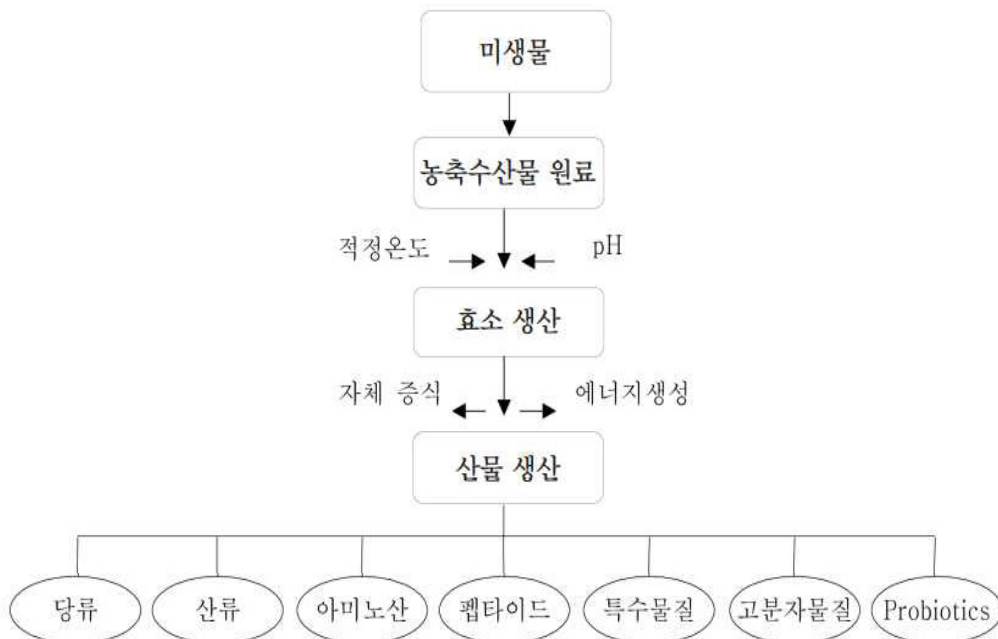 미생물
농축수산물 원료
적정온도 pH
효소 생산
자체 증식 에너지생성
산물 생산
당류 산류 아미노산 펩타이드 특수물질 고분자물질 Probiotics